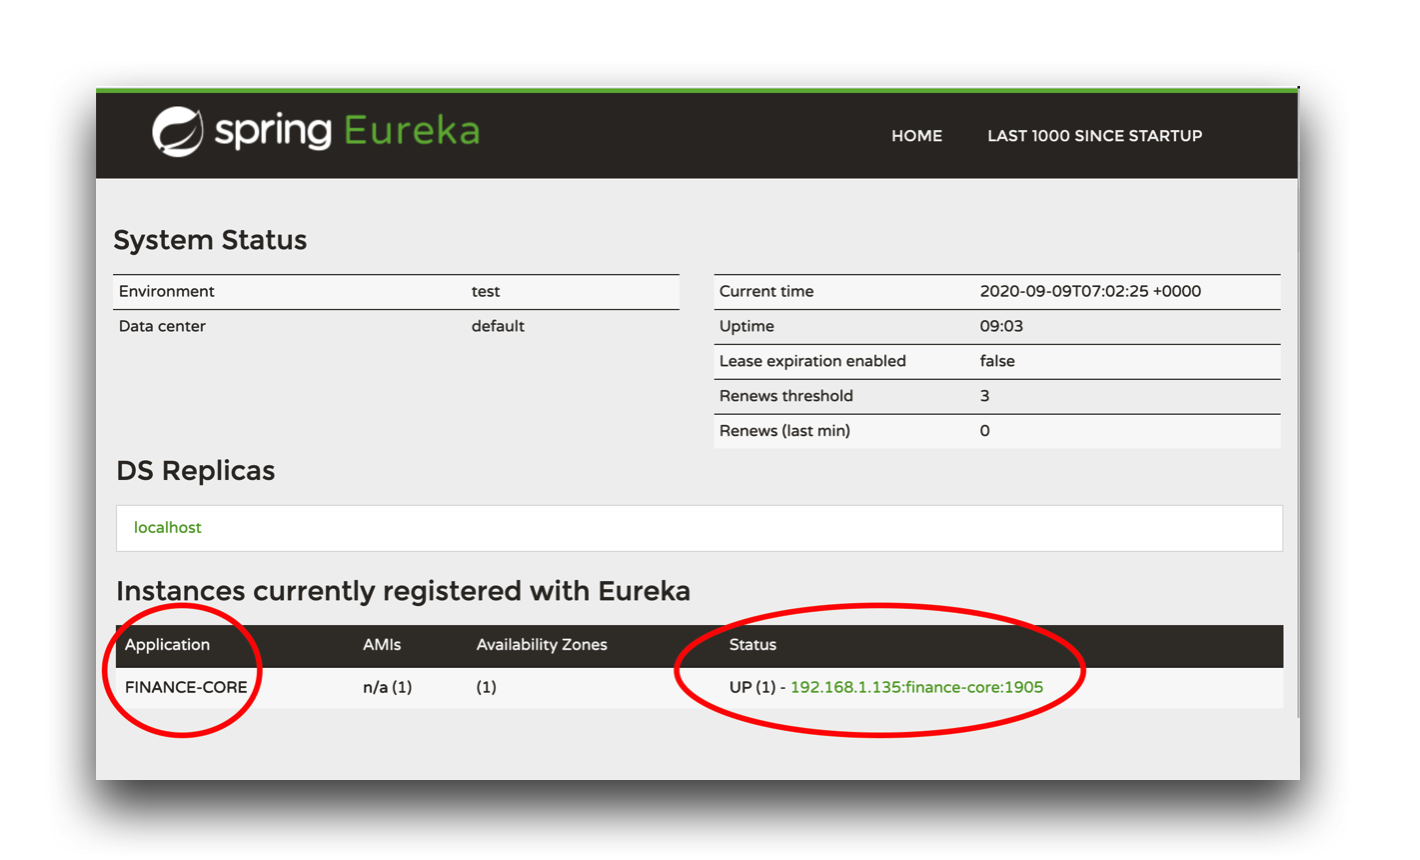 spring Eureka
HOME LAST 1000 SINCE STARTUP
System Status
Environment test
Data center default
Current time 2020-09-09T07:02:25 +0000
Uptime 09:03
Lease expiration enabled false
Renews threshold 3
Renews (last min) 0
DS Replicas
localhost
Instances currently registered with Eureka
Application AMIs Availability Zones Status
FINANCE-CORE n/a (1) (1) UP (1) - 192.168.1.135:finance-core:1905